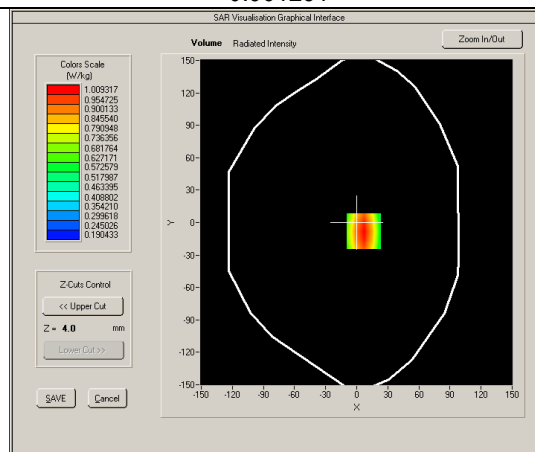 SAR Visualisation Graphical Interface
Volume Radiated Intensity
Zoom In/Out
Colors Scale
(W/kg)
1.009317
0.954725
0.900133
0.845540
0.790948
0.736356
0.681764
0.627171
0.572579
0.517987
0.463395
0.408802
0.354210
0.299618
0.245026
0.190433
Z-Cuts Control
<< Upper Cut
Z = 4.0 mm
Lower Cut >>
SAVE Cancel
150
120
90
60
30
0
-30
-60
-90
-120
-150
Y
-150 -120 -90 -60 -30 0 30 60 90 120 150
X